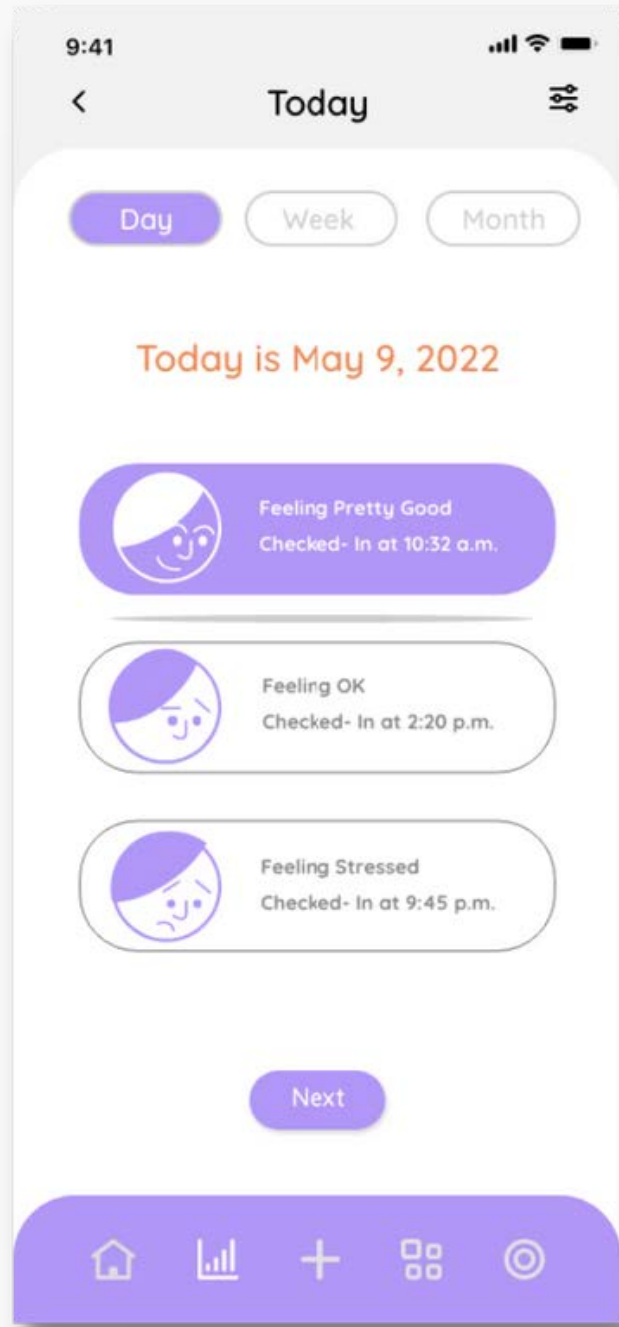 9:41
Today
Day
Week
Month
Today is May 9, 2022
Feeling Pretty Good
Checked- In at 10:32 a.m.
Feeling OK
Checked- In at 2:20 p.m.
Feeling Stressed
Checked- In at 9:45 p.m.
Next